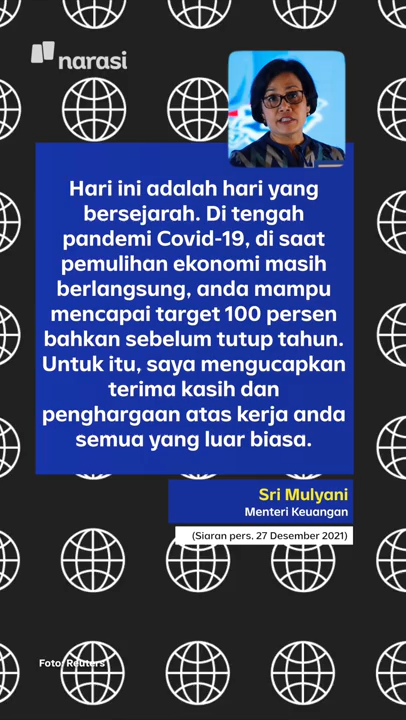 narasi
Hari ini adalah hari yang
bersejarah. Di tengah
pandemi Covid-19, di saat
pemulihan ekonomi masih
berlangsung, anda mampu
mencapai target 100 persen
bahkan sebelum tutup tahun.
Untuk itu, saya mengucapkan
terima kasih dan
penghargaan atas kerja anda
semua yang luar biasa.
Sri Mulyani
Menteri Keuangan
(Siaran pers. 27 Desember 2021)
Foto: Reuters